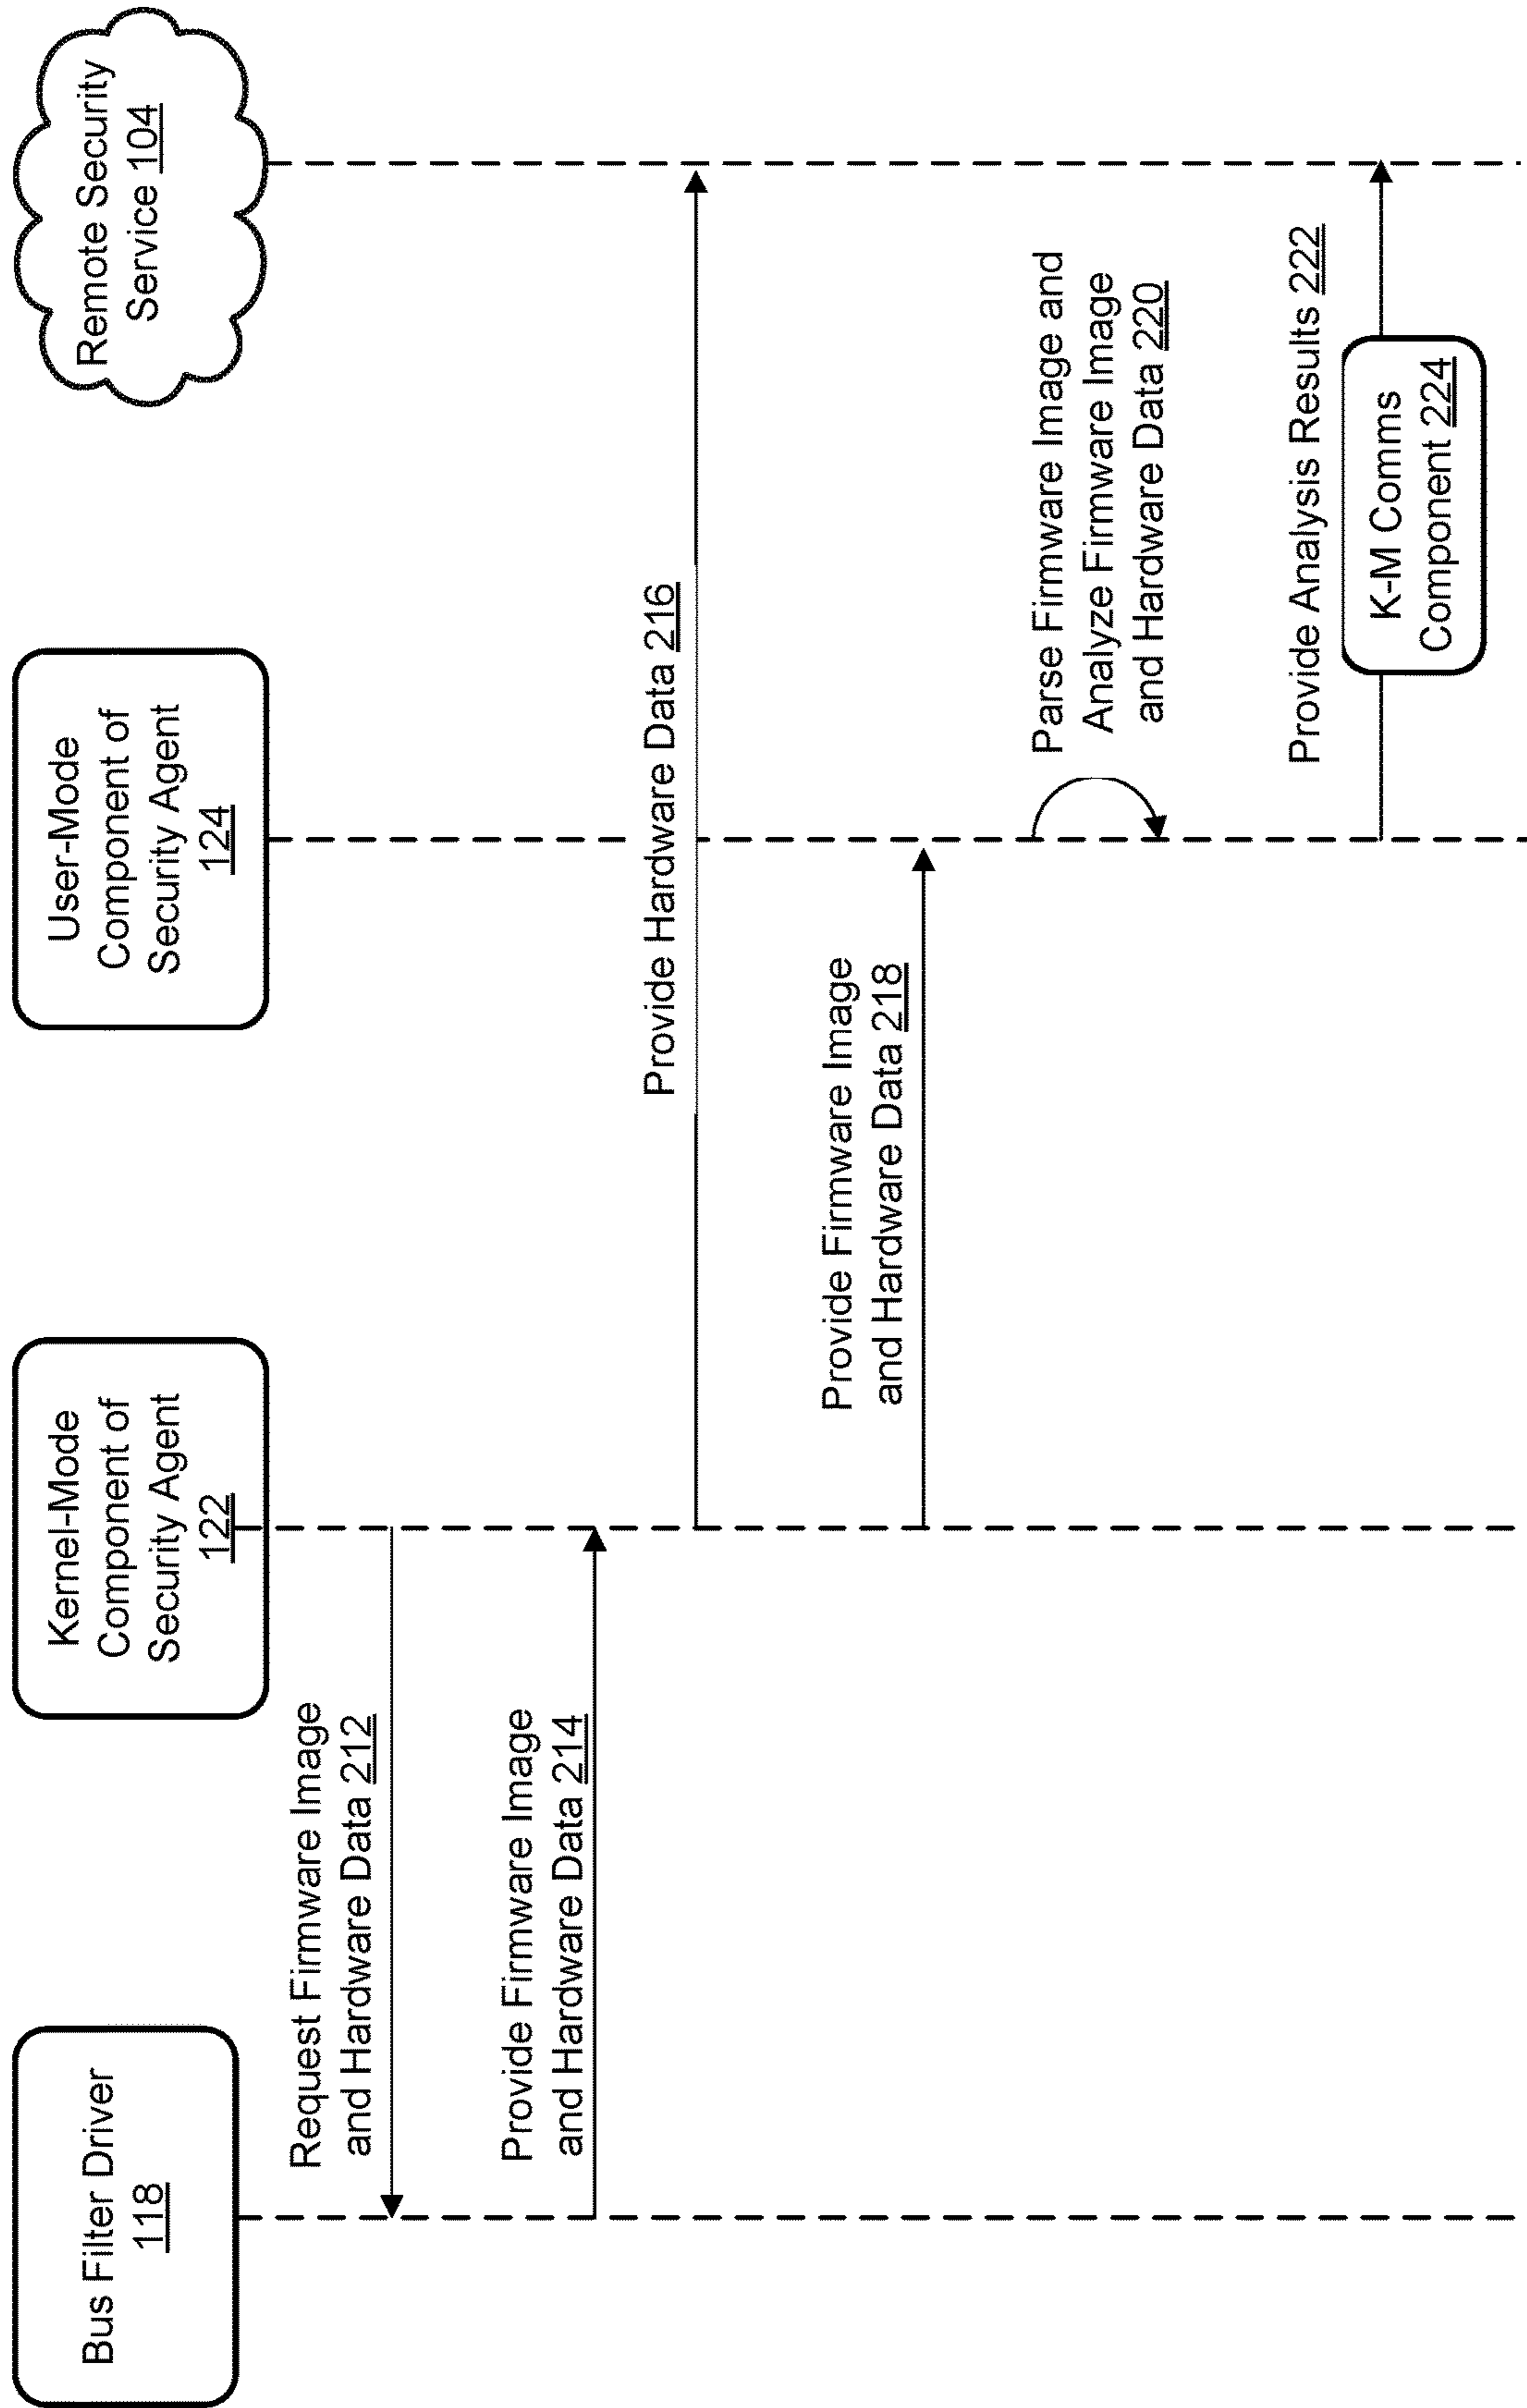 Bus Filter Driver
118
Kernel-Mode
Component of
Security Agent
122
User-Mode
Component of
Security Agent
124
Remote Security
Service 104
Request Firmware Image
and Hardware Data 212
Provide Firmware Image
and Hardware Data 214
Provide Hardware Data 216
Provide Firmware Image
and Hardware Data 218
Parse Firmware Image and
Analyze Firmware Image
and Hardware Data 220
Provide Analysis Results 222
K-M Comms
Component 224